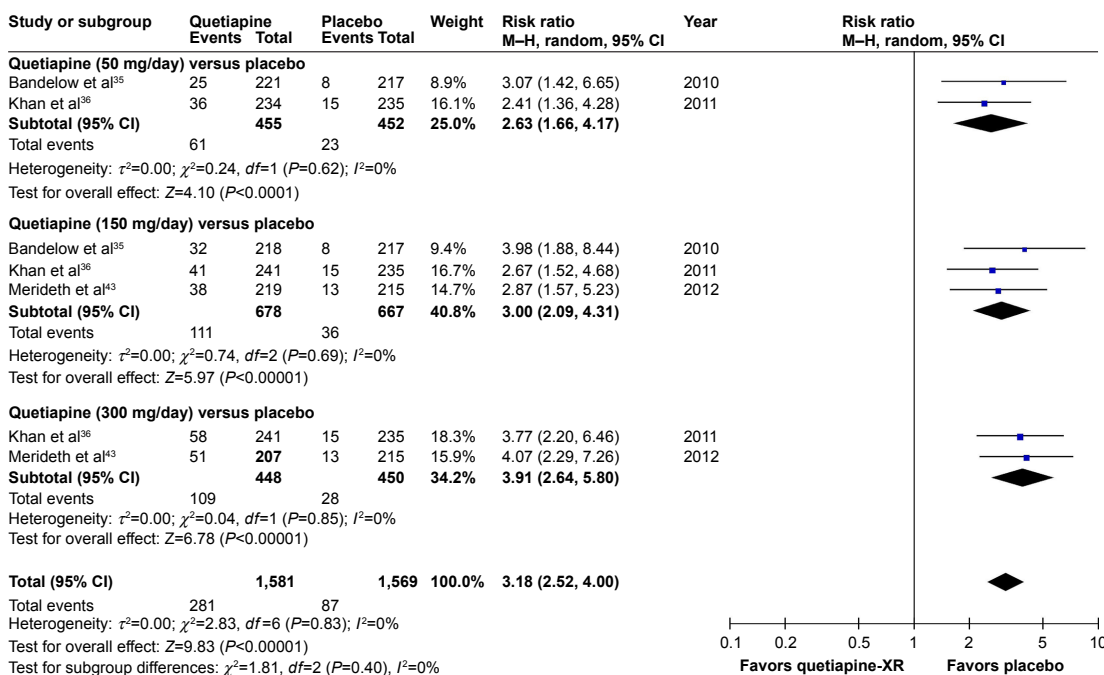 Study or subgroup Quetiapine Placebo Weight Risk ratio Year Risk ratio
Events Total Events Total M–H, random, 95% CI M–H, random, 95% CI
Quetiapine (50 mg/day) versus placebo
Bandelow et al³⁵ 25 221 8 217 8.9% 3.07 (1.42, 6.65) 2010
Khan et al³⁶ 36 234 15 235 16.1% 2.41 (1.36, 4.28) 2011
Subtotal (95% CI) 455 452 25.0% 2.63 (1.66, 4.17)
Total events 61 23
Heterogeneity: τ²=0.00; χ²=0.24, df=1 (P=0.62); I²=0%
Test for overall effect: Z=4.10 (P<0.0001)
Quetiapine (150 mg/day) versus placebo
Bandelow et al³⁵ 32 218 8 217 9.4% 3.98 (1.88, 8.44) 2010
Khan et al³⁶ 41 241 15 235 16.7% 2.67 (1.52, 4.68) 2011
Merideth et al⁴³ 38 219 13 215 14.7% 2.87 (1.57, 5.23) 2012
Subtotal (95% CI) 678 667 40.8% 3.00 (2.09, 4.31)
Total events 111 36
Heterogeneity: τ²=0.00; χ²=0.74, df=2 (P=0.69); I²=0%
Test for overall effect: Z=5.97 (P<0.00001)
Quetiapine (300 mg/day) versus placebo
Khan et al³⁶ 58 241 15 235 18.3% 3.77 (2.20, 6.46) 2011
Merideth et al⁴³ 51 207 13 215 15.9% 4.07 (2.29, 7.26) 2012
Subtotal (95% CI) 448 450 34.2% 3.91 (2.64, 5.80)
Total events 109 28
Heterogeneity: τ²=0.00; χ²=0.04, df=1 (P=0.85); I²=0%
Test for overall effect: Z=6.78 (P<0.00001)
Total (95% CI) 1,581 1,569 100.0% 3.18 (2.52, 4.00)
Total events 281 87
Heterogeneity: τ²=0.00; χ²=2.83, df=6 (P=0.83); I²=0%
Test for overall effect: Z=9.83 (P<0.00001)
Test for subgroup differences: χ²=1.81, df=2 (P=0.40), I²=0%
0.1 0.2 0.5 1 2 5 10
Favors quetiapine-XR Favors placebo